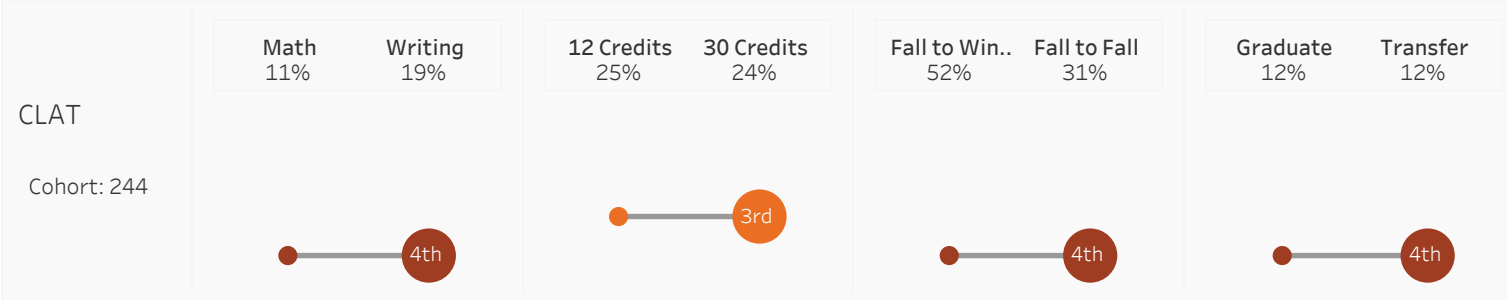 Math Writing 12 Credits 30 Credits Fall to Win.. Fall to Fall Graduate Transfer
11% 19% 25% 24% 52% 31% 12% 12%
CLAT
Cohort: 244
3rd
4th 4th 4th